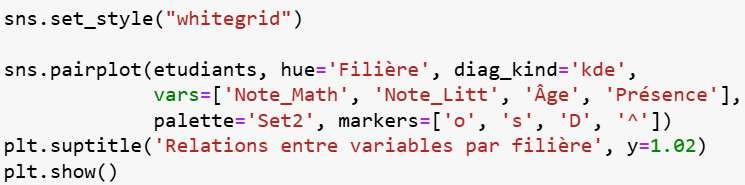 sns.set_style("whitegrid")
sns.pairplot(etudiants, hue='Filière', diag_kind='kde',
vars=['Note_Math', 'Note_Litt', 'Âge', 'Présence'],
palette='Set2', markers=['o', 's', 'D', '^'])
plt.suptitle('Relations entre variables par filière', y=1.02)
plt.show()